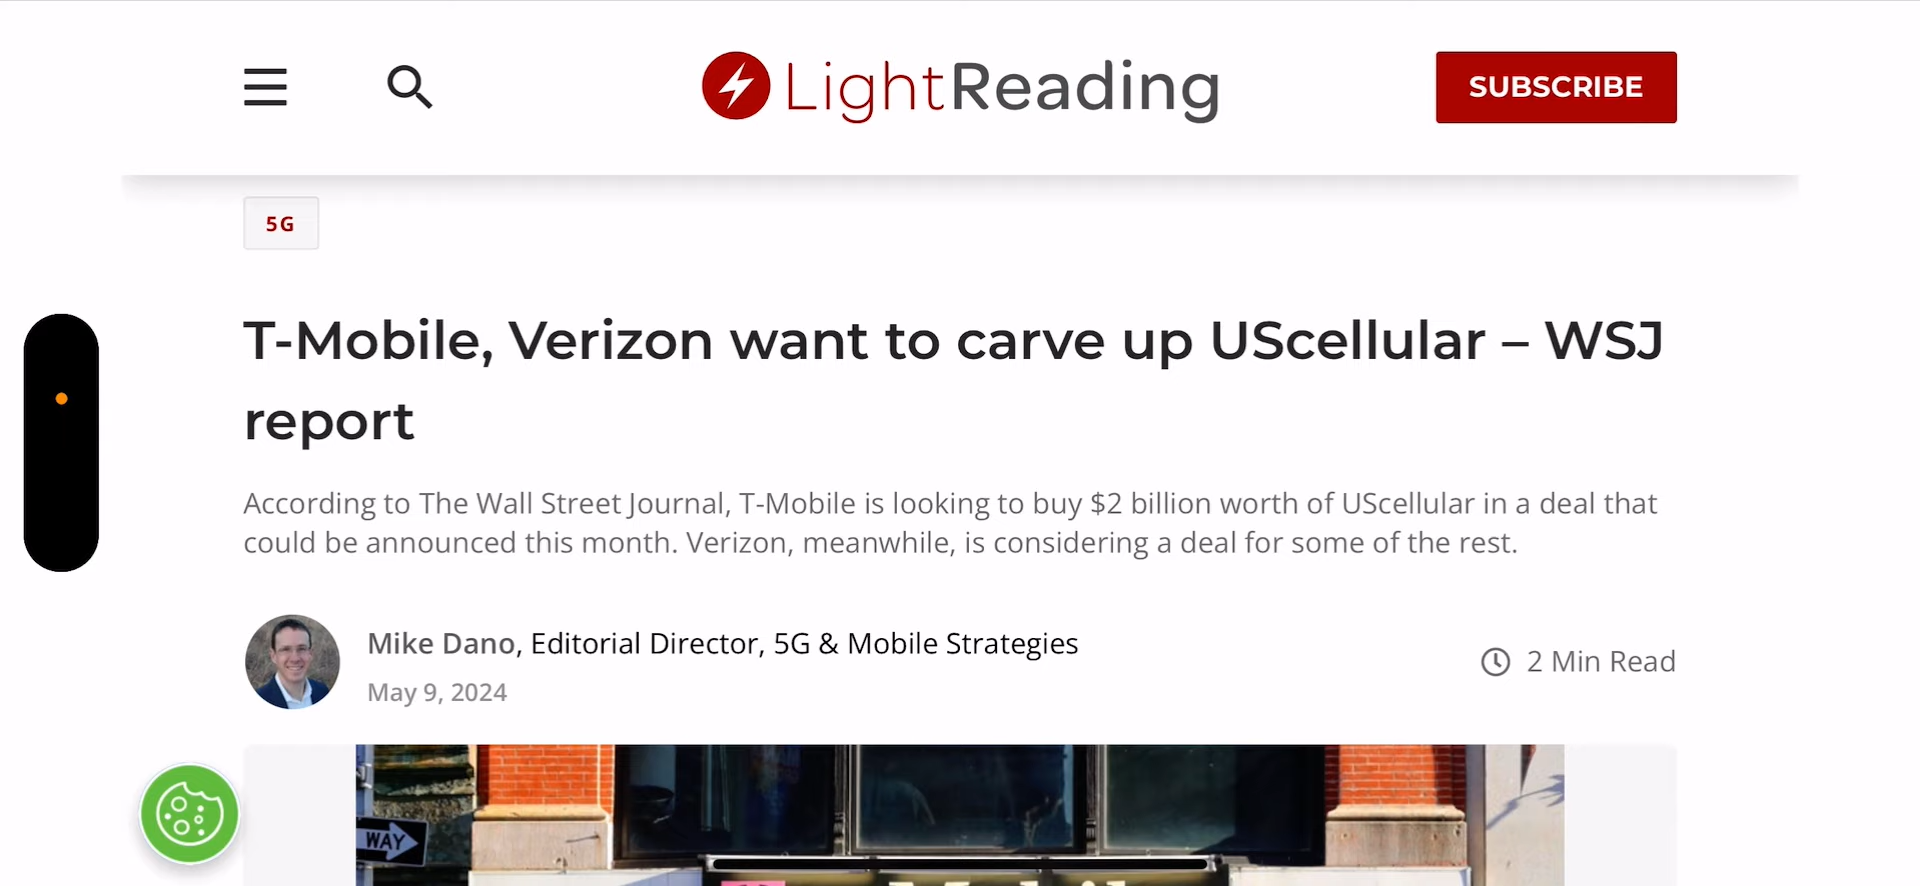 LightReading
SUBSCRIBE
5G
T-Mobile, Verizon want to carve up UScellular – WSJ
report
According to The Wall Street Journal, T-Mobile is looking to buy $2 billion worth of UScellular in a deal that
could be announced this month. Verizon, meanwhile, is considering a deal for some of the rest.
Mike Dano, Editorial Director, 5G & Mobile Strategies
May 9, 2024
2 Min Read
WAY